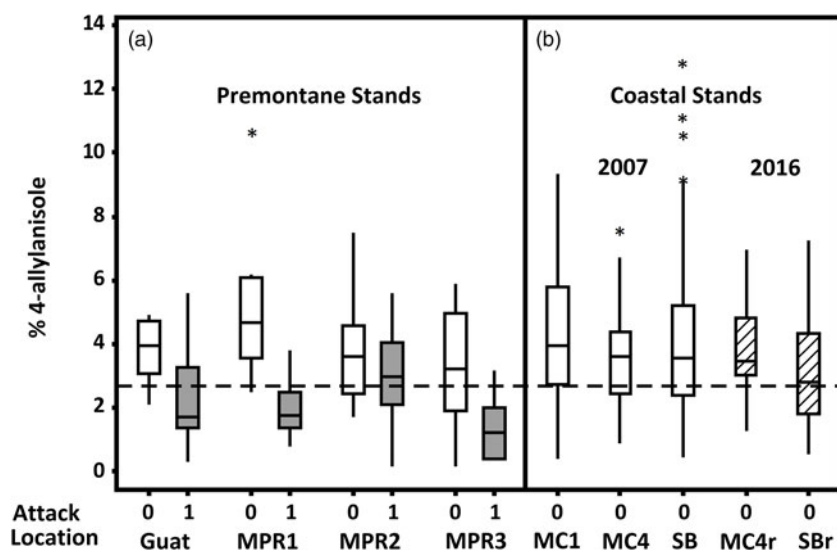 (a)
(b)
Premontane Stands
Coastal Stands
2007
2016
% 4-allylanisole
14
12
10
8
6
4
2
0
*
*
*
*
*
*
Attack 0 1 0 1 0 1 0 1 0 0 0 0 0
Location Guat MPR1 MPR2 MPR3 MC1 MC4 SB MC4r SBr